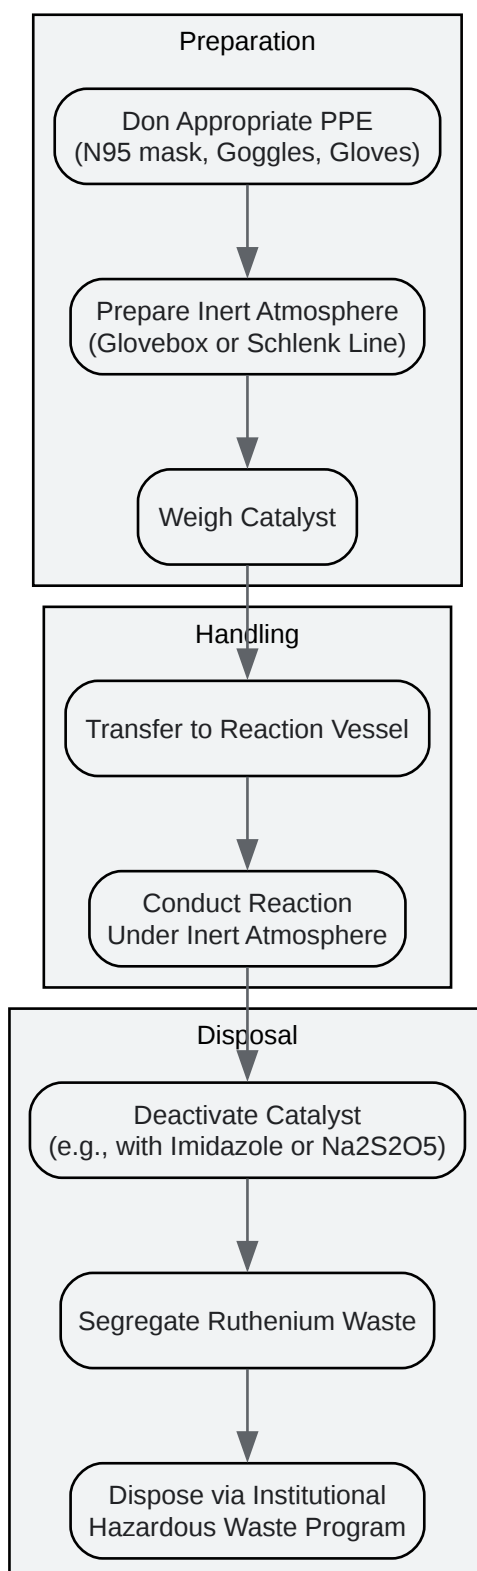 Preparation
Don Appropriate PPE
(N95 mask, Goggles, Gloves)
Prepare Inert Atmosphere
(Glovebox or Schlenk Line)
Weigh Catalyst
Handling
Transfer to Reaction Vessel
Conduct Reaction
Under Inert Atmosphere
Disposal
Deactivate Catalyst
(e.g., with Imidazole or Na2S2O5)
Segregate Ruthenium Waste
Dispose via Institutional
Hazardous Waste Program